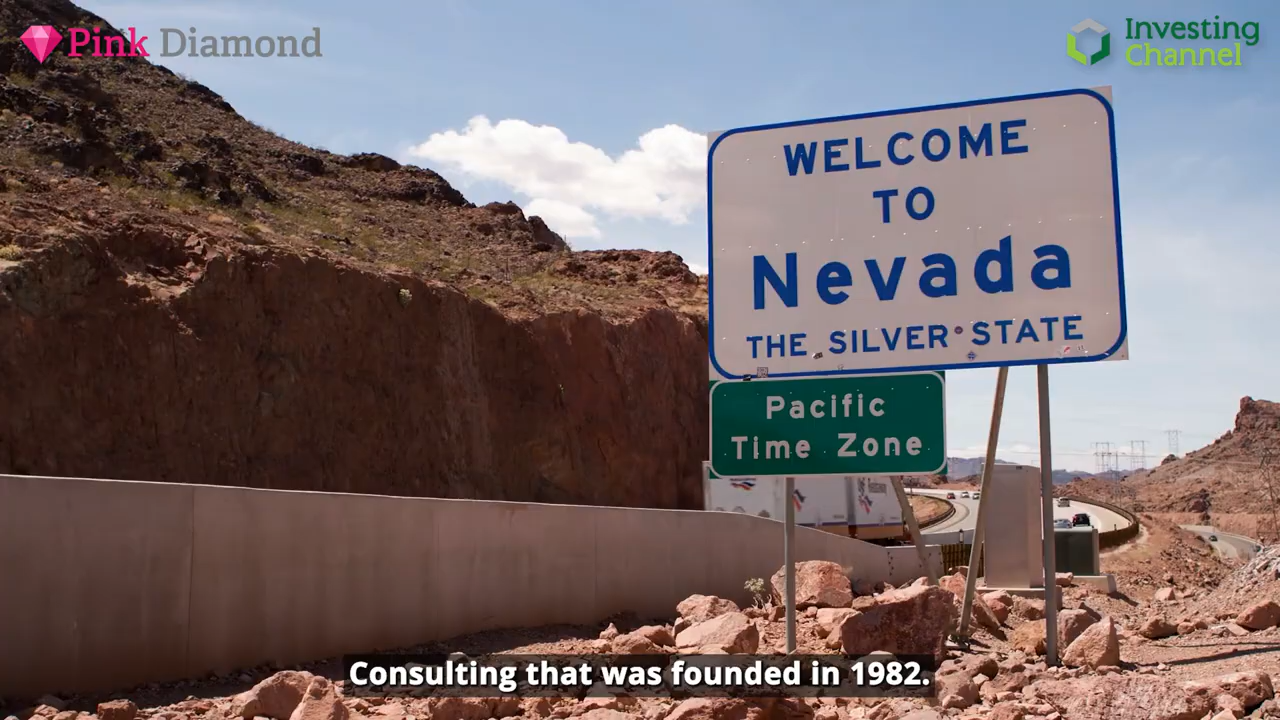 Pink Diamond
Investing
Channel
WELCOME
TO
Nevada
THE SILVER STATE
Pacific
Time Zone
Consulting that was founded in 1982.